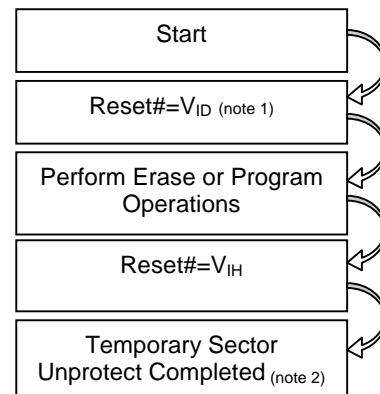 Start
Reset#=VID (note 1)
Perform Erase or Program
Operations
Reset#=VIH
Temporary Sector
Unprotect Completed (note 2)